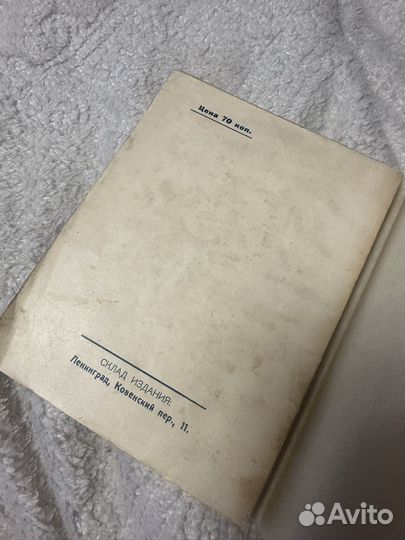 Цена 70 коп.
СКЛАД ИЗДАНИЯ:
Ленинград, Ковенский пер., 11.
Avito